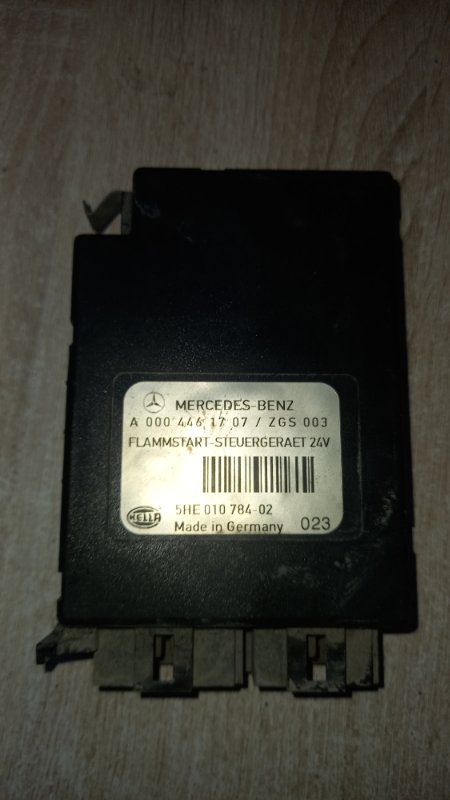 MERCEDES-BENZ
A 000 446 17 07 / ZGS 003
FLAMMSTART-STEUERGERAET 24V
5HE 010 784-02
HELLA
Made in Germany
023